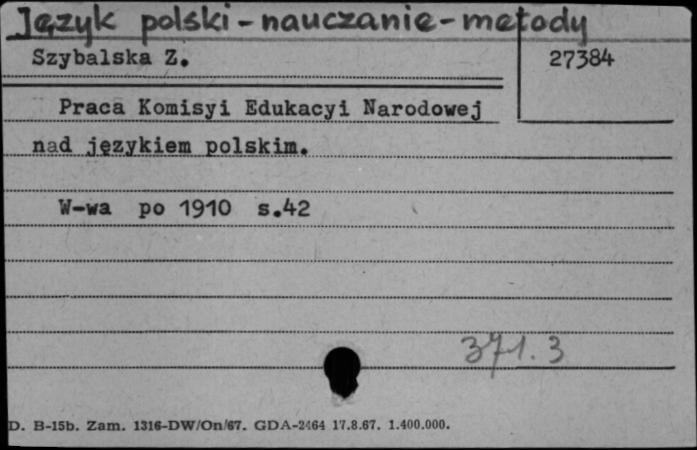 Język polski - nauczanie - metody
Szybalska Z.
27384
Praca Komisyi Edukacyi Narodowej
nad językiem polskim.
W-wa po 1910 s.42
371.3
D. B-15b. Zam. 1316-DW/On/67. GDA-2464 17.8.67. 1.400.000.